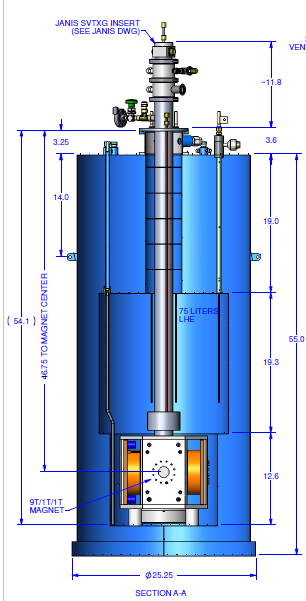 JANIS SVTXG INSERT
(SEE JANIS DWG)
VEN
~11.8
3.25
3.6
14.0
19.0
( 54.1 )
46.75 TO MAGNET CENTER
75 LITERS
LHE
55.0
19.3
12.6
9T/1T/1T
MAGNET
Ø25.25
SECTION A-A